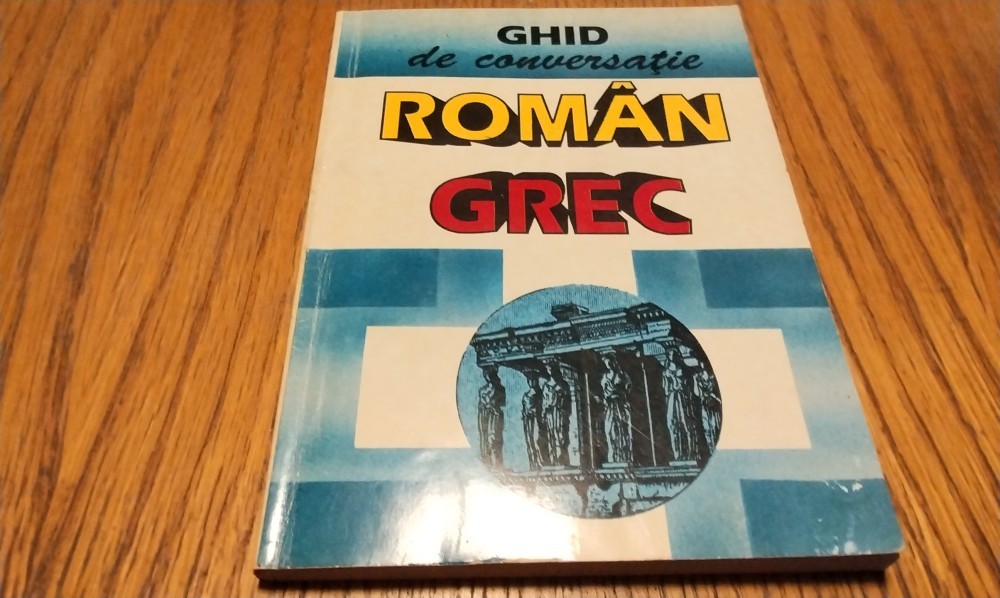 GHID
de conversaţie
ROMÂN
GREC